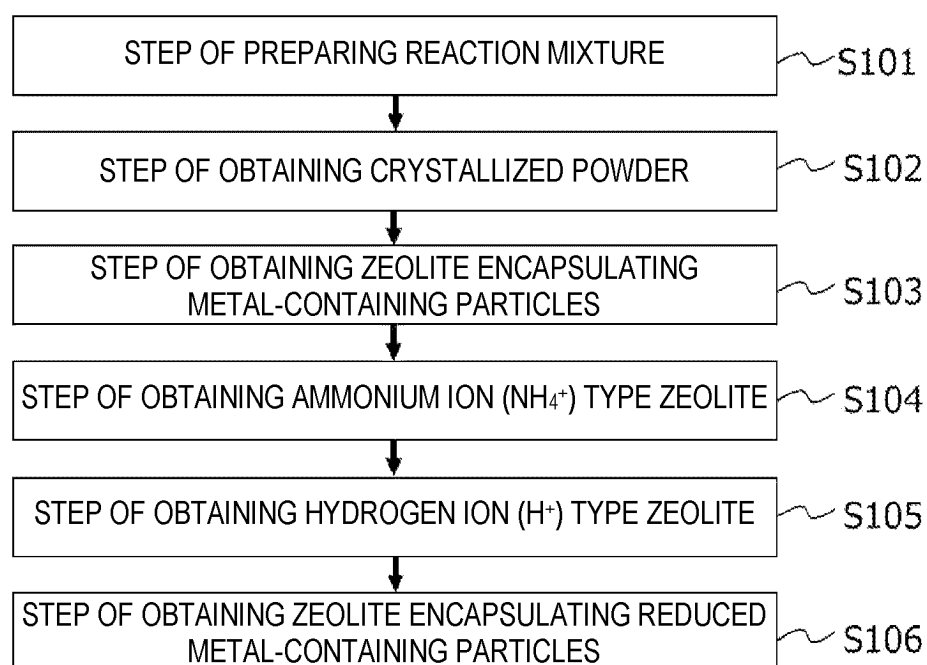 STEP OF PREPARING REACTION MIXTURE
S101
STEP OF OBTAINING CRYSTALLIZED POWDER
S102
STEP OF OBTAINING ZEOLITE ENCAPSULATING
METAL-CONTAINING PARTICLES
S103
STEP OF OBTAINING AMMONIUM ION (NH₄⁺) TYPE ZEOLITE
S104
STEP OF OBTAINING HYDROGEN ION (H⁺) TYPE ZEOLITE
S105
STEP OF OBTAINING ZEOLITE ENCAPSULATING REDUCED
METAL-CONTAINING PARTICLES
S106